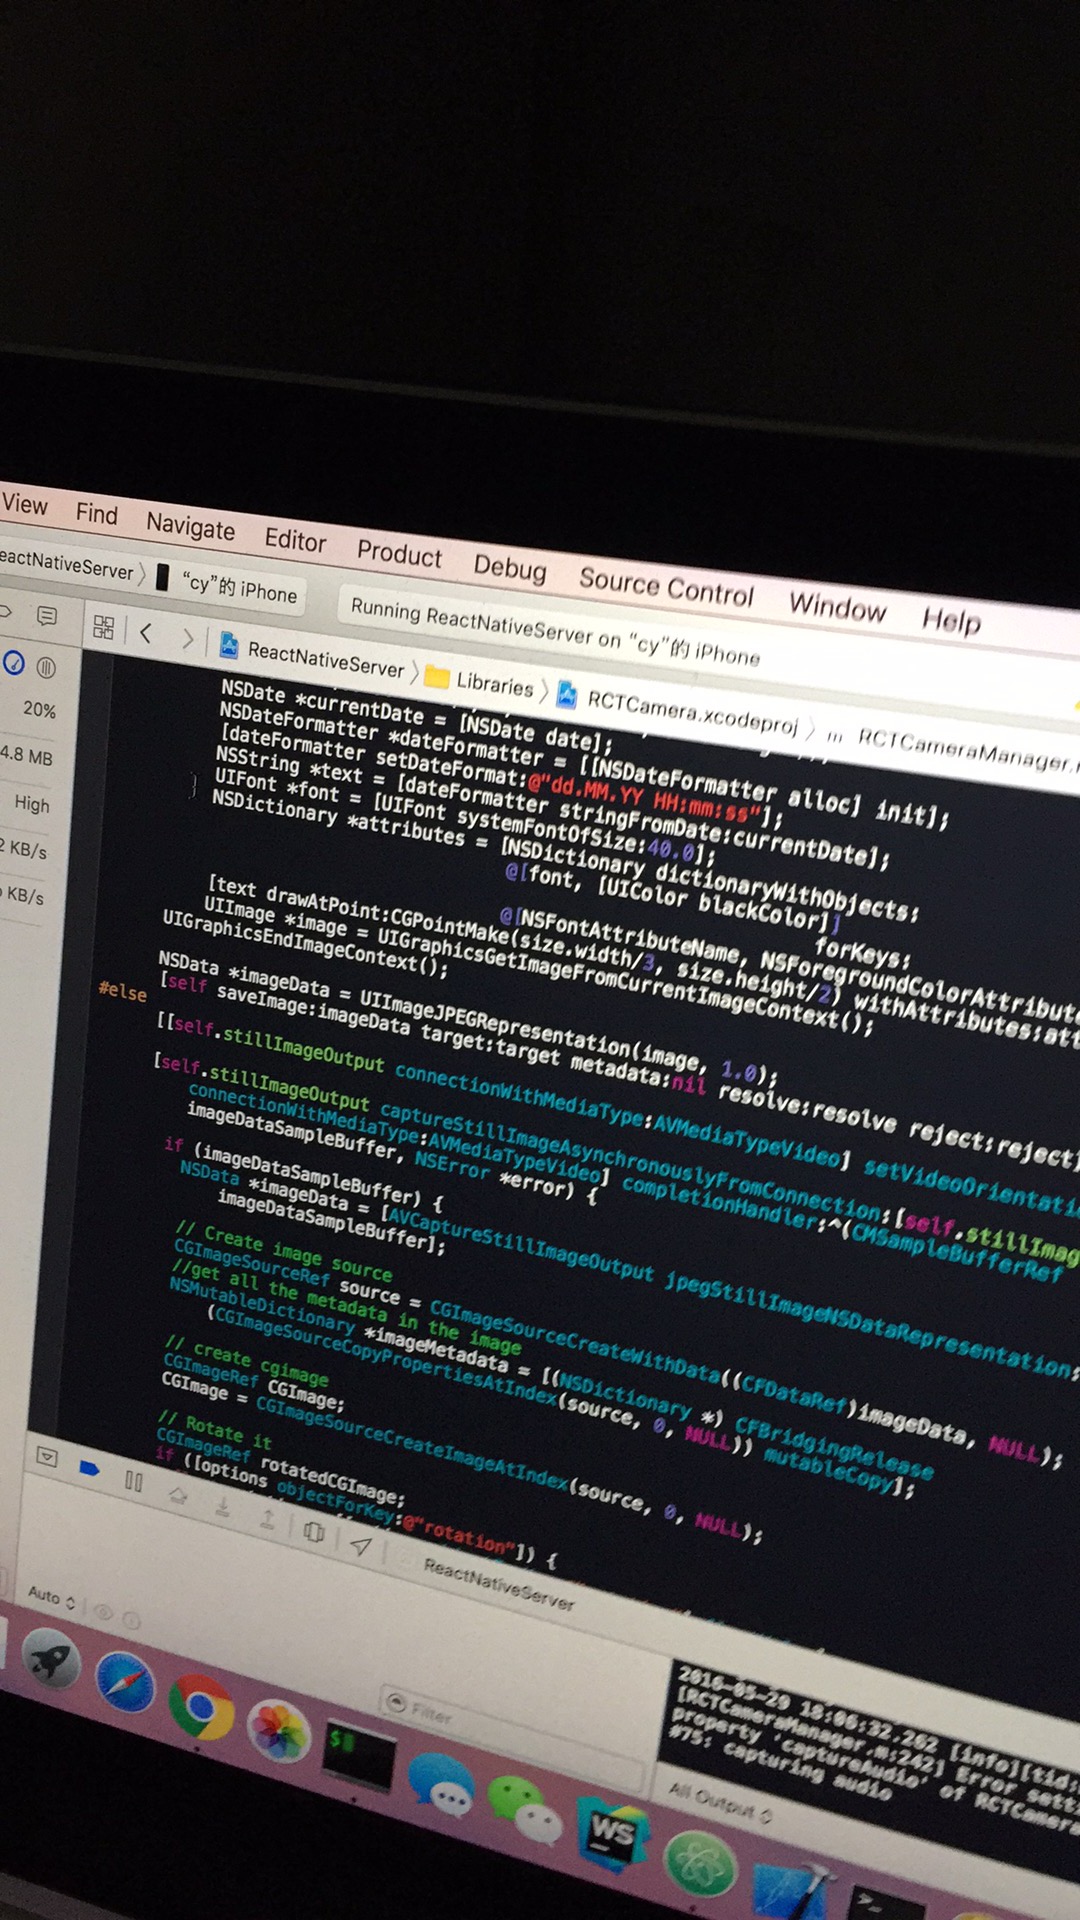 View Find Navigate Editor Product Debug Source Control Window Help
eactNativeServer 〉 “cy”的 iPhone
Running ReactNativeServer on “cy”的 iPhone
ReactNativeServer 〉 Libraries 〉 RCTCamera.xcodeproj 〉 RCTCameraManager.
20%
4.8 MB
High
2 KB/s
KB/s
NSDate *currentDate = [NSDate date];
NSDateFormatter *dateFormatter = [[NSDateFormatter alloc] init];
[dateFormatter setDateFormat:@"dd.MM.YY HH:mm:ss"];
NSString *text = [dateFormatter stringFromDate:currentDate];
UIFont *font = [UIFont systemFontOfSize:40.0];
NSDictionary *attributes = [NSDictionary dictionaryWithObjects:
@[font, [UIColor blackColor]]
forKeys:
@[NSFontAttributeName, NSForegroundColorAttribute
[text drawAtPoint:CGPointMake(size.width/3, size.height/2) withAttributes:att
UIImage *image = UIGraphicsGetImageFromCurrentImageContext();
UIGraphicsEndImageContext();
NSData *imageData = UIImageJPEGRepresentation(image, 1.0);
[self saveImage:imageData target:target metadata:nil resolve:resolve reject:reject]
#else
[[self.stillImageOutput connectionWithMediaType:AVMediaTypeVideo] setVideoOrientati
[self.stillImageOutput captureStillImageAsynchronouslyFromConnection:[self.stillImag
connectionWithMediaType:AVMediaTypeVideo] completionHandler:^(CMSampleBufferRef
imageDataSampleBuffer, NSError *error) {
if (imageDataSampleBuffer) {
NSData *imageData = [AVCaptureStillImageOutput jpegStillImageNSDataRepresentation:
imageDataSampleBuffer];
// Create image source
CGImageSourceRef source = CGImageSourceCreateWithData((CFDataRef)imageData, NULL);
//get all the metadata in the image
NSMutableDictionary *imageMetadata = [(NSDictionary *) CFBridgingRelease
(CGImageSourceCopyPropertiesAtIndex(source, 0, NULL)) mutableCopy];
// create cgimage
CGImageRef CGImage;
CGImage = CGImageSourceCreateImageAtIndex(source, 0, NULL);
// Rotate it
CGImageRef rotatedCGImage;
if ([options objectForKey:@"rotation"]) {
ReactNativeServer
Auto
Filter
2016-05-29 18:05:32.262 [info][tid:
[RCTCameraManager.m:242] Error setti
property 'captureAudio' of RCTCamera
#75: capturing audio
All Output
WS